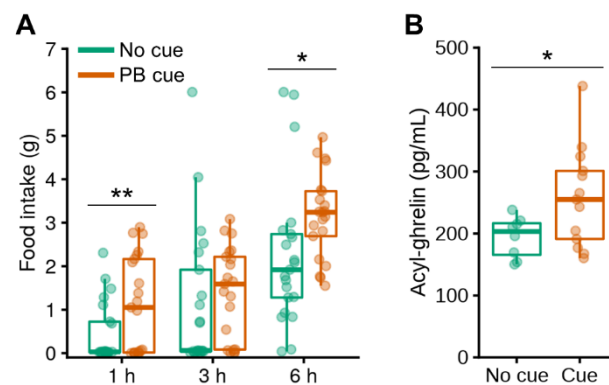 A
B
No cue
PB cue
**
*
*
Food intake (g)
7
6
5
4
3
2
1
0
1 h
3 h
6 h
Acyl-ghrelin (pg/mL)
500
400
300
200
100
0
No cue
Cue